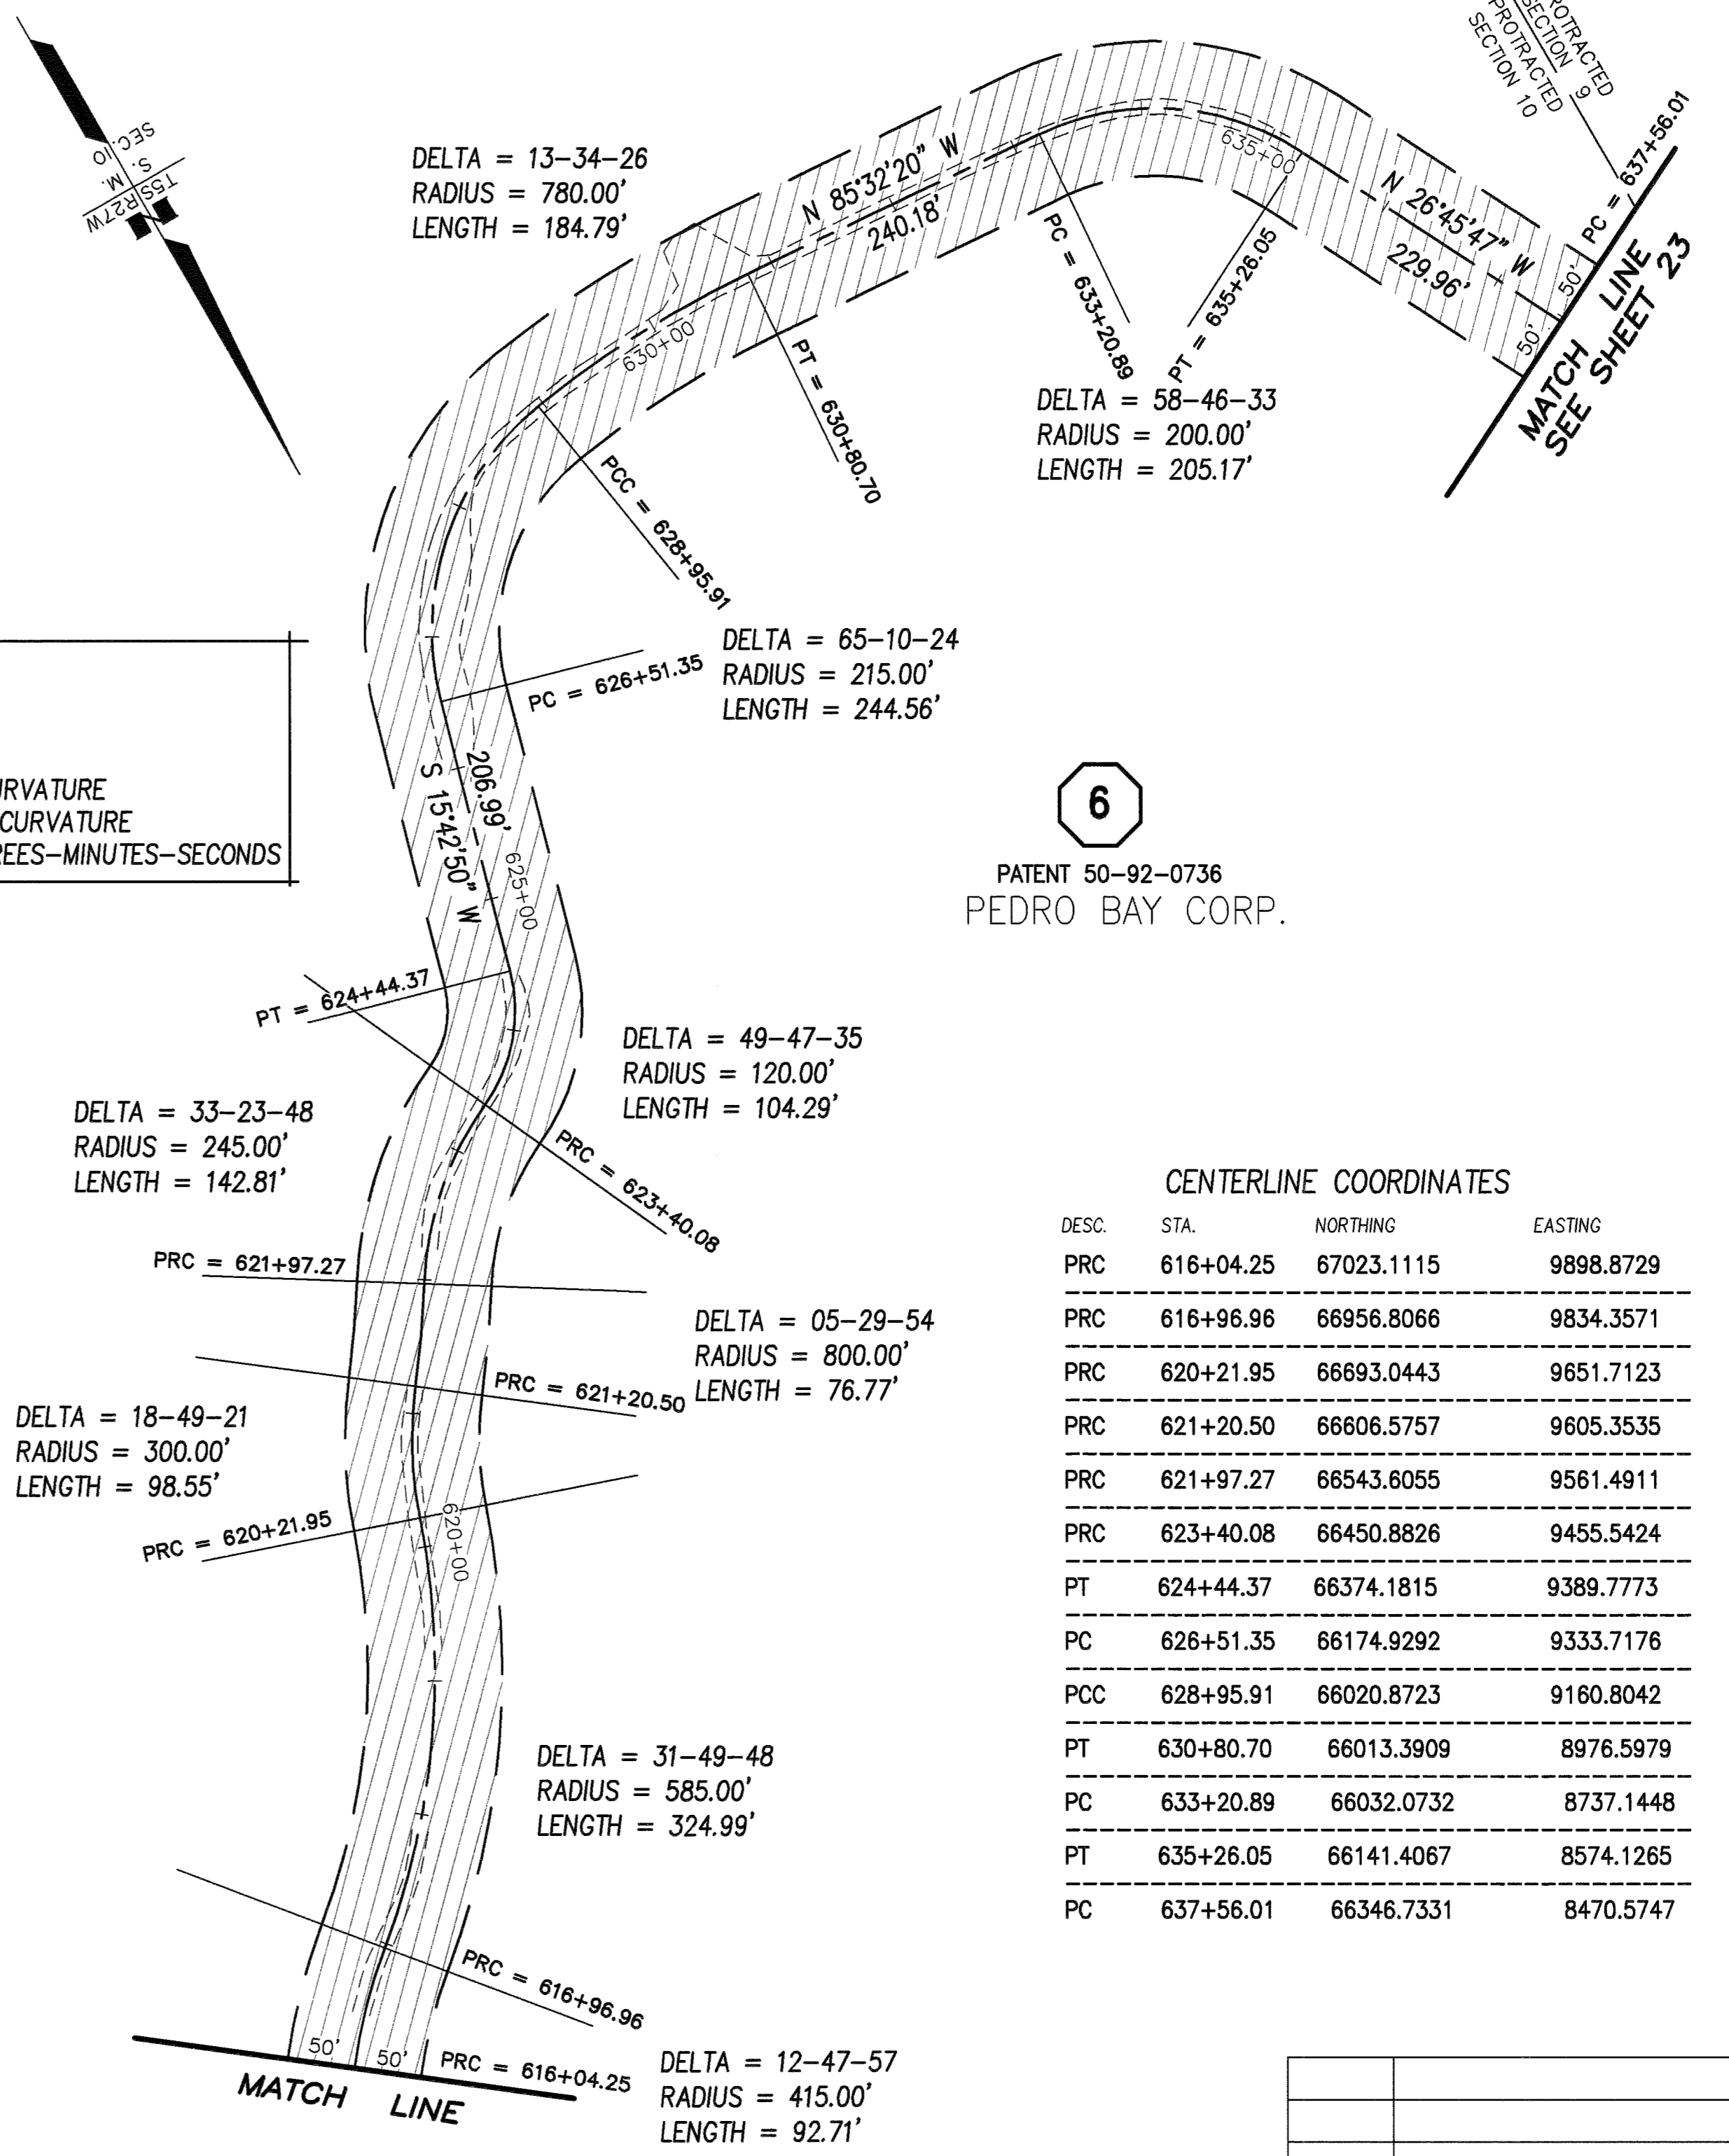 T5S R27W
S. M.
SEC. 10
N
DELTA = 13-34-26
RADIUS = 780.00'
LENGTH = 184.79'
N 85°32'20" W
240.18'
635+00
N 26°45'47" W
229.96'
PROTRACTED
SECTION 9
PROTRACTED
SECTION 10
PC = 637+56.01
50'
50'
MATCH LINE
SEE SHEET 23
PC = 633+20.89
PT = 635+26.05
DELTA = 58-46-33
RADIUS = 200.00'
LENGTH = 205.17'
630+00
PT = 630+80.70
PCC = 628+95.91
DELTA = 65-10-24
RADIUS = 215.00'
LENGTH = 244.56'
PC = 626+51.35
CURVATURE
CURVATURE
DEGREES-MINUTES-SECONDS
206.99'
S 15°42'50" W
625+00
6
PATENT 50-92-0736
PEDRO BAY CORP.
PT = 624+44.37
DELTA = 49-47-35
RADIUS = 120.00'
LENGTH = 104.29'
DELTA = 33-23-48
RADIUS = 245.00'
LENGTH = 142.81'
PRC = 623+40.08
PRC = 621+97.27
DELTA = 05-29-54
RADIUS = 800.00'
LENGTH = 76.77'
PRC = 621+20.50
DELTA = 18-49-21
RADIUS = 300.00'
LENGTH = 98.55'
PRC = 620+21.95
620+00
DELTA = 31-49-48
RADIUS = 585.00'
LENGTH = 324.99'
PRC = 616+96.96
50'
50'
PRC = 616+04.25
MATCH LINE
DELTA = 12-47-57
RADIUS = 415.00'
LENGTH = 92.71'
CENTERLINE COORDINATES
DESC. STA. NORTHING EASTING
PRC 616+04.25 67023.1115 9898.8729
PRC 616+96.96 66956.8066 9834.3571
PRC 620+21.95 66693.0443 9651.7123
PRC 621+20.50 66606.5757 9605.3535
PRC 621+97.27 66543.6055 9561.4911
PRC 623+40.08 66450.8826 9455.5424
PT 624+44.37 66374.1815 9389.7773
PC 626+51.35 66174.9292 9333.7176
PCC 628+95.91 66020.8723 9160.8042
PT 630+80.70 66013.3909 8976.5979
PC 633+20.89 66032.0732 8737.1448
PT 635+26.05 66141.4067 8574.1265
PC 637+56.01 66346.7331 8470.5747